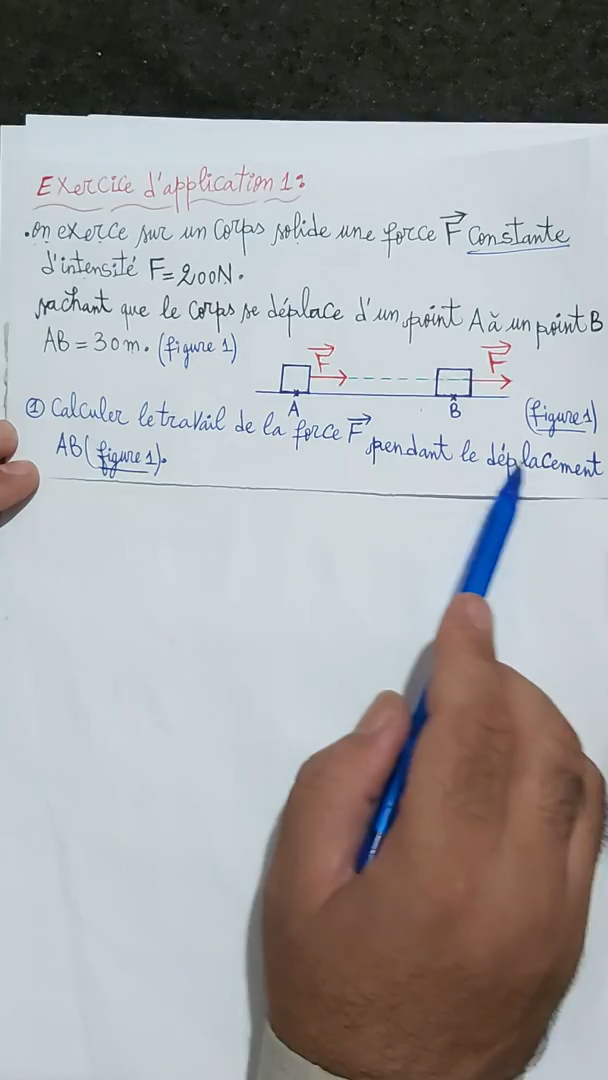 Exercice d'application 1:
.on exerce sur un corps solide une force F Constante
d'intensité F=200N.
sachant que le corps se déplace d'un point A à un point B
AB = 30m. (figure 1)
F F
A B (figure 1)
① Calculer le travail de la force F pendant le déplacement
AB (figure 1).